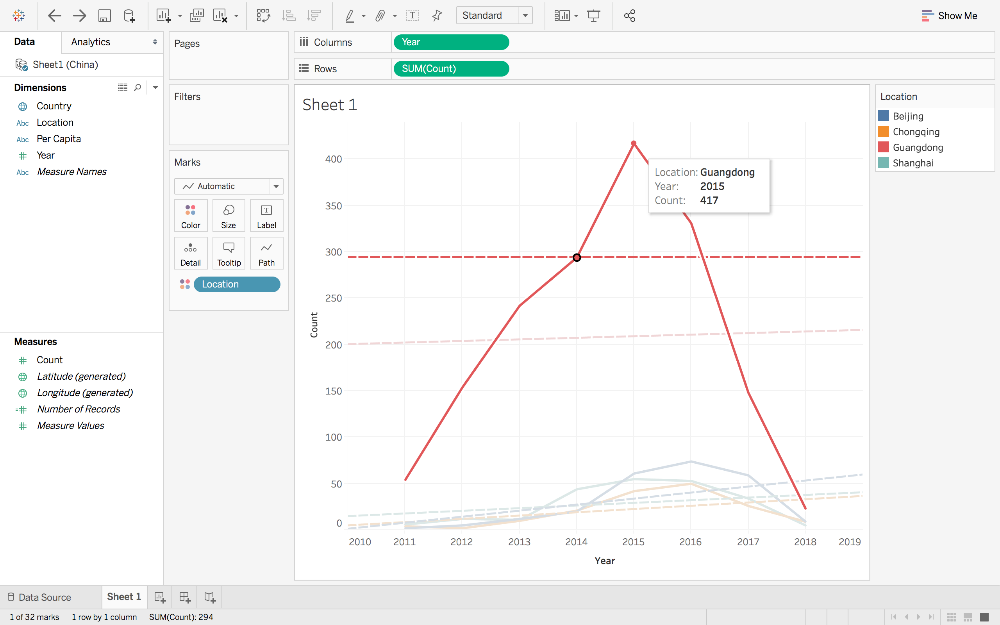 Standard
Show Me
Data
Analytics
Pages
Columns
Year
Sheet1 (China)
Rows
SUM(Count)
Dimensions
Filters
Sheet 1
Location
Abc
Country
Abc Location
Abc Per Capita
Year
Abc Measure Names
Beijing
Chongqing
Guangdong
Shanghai
Marks
Automatic
Color
Size
T
Label
Detail
Tooltip
Path
Location
Location: Guangdong
Year: 2015
Count: 417
400
350
300
250
200
150
100
50
0
Count
2010 2011 2012 2013 2014 2015 2016 2017 2018 2019
Year
Measures
Count
Latitude (generated)
Longitude (generated)
Number of Records
Measure Values
Data Source
Sheet 1
1 of 32 marks
1 row by 1 column
SUM(Count): 294